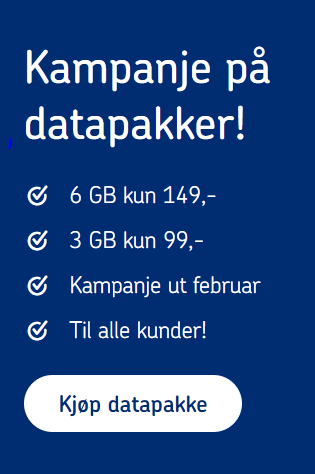 Kampanje på
datapakker!
6 GB kun 149,-
3 GB kun 99,-
Kampanje ut februar
Til alle kunder!
Kjøp datapakke